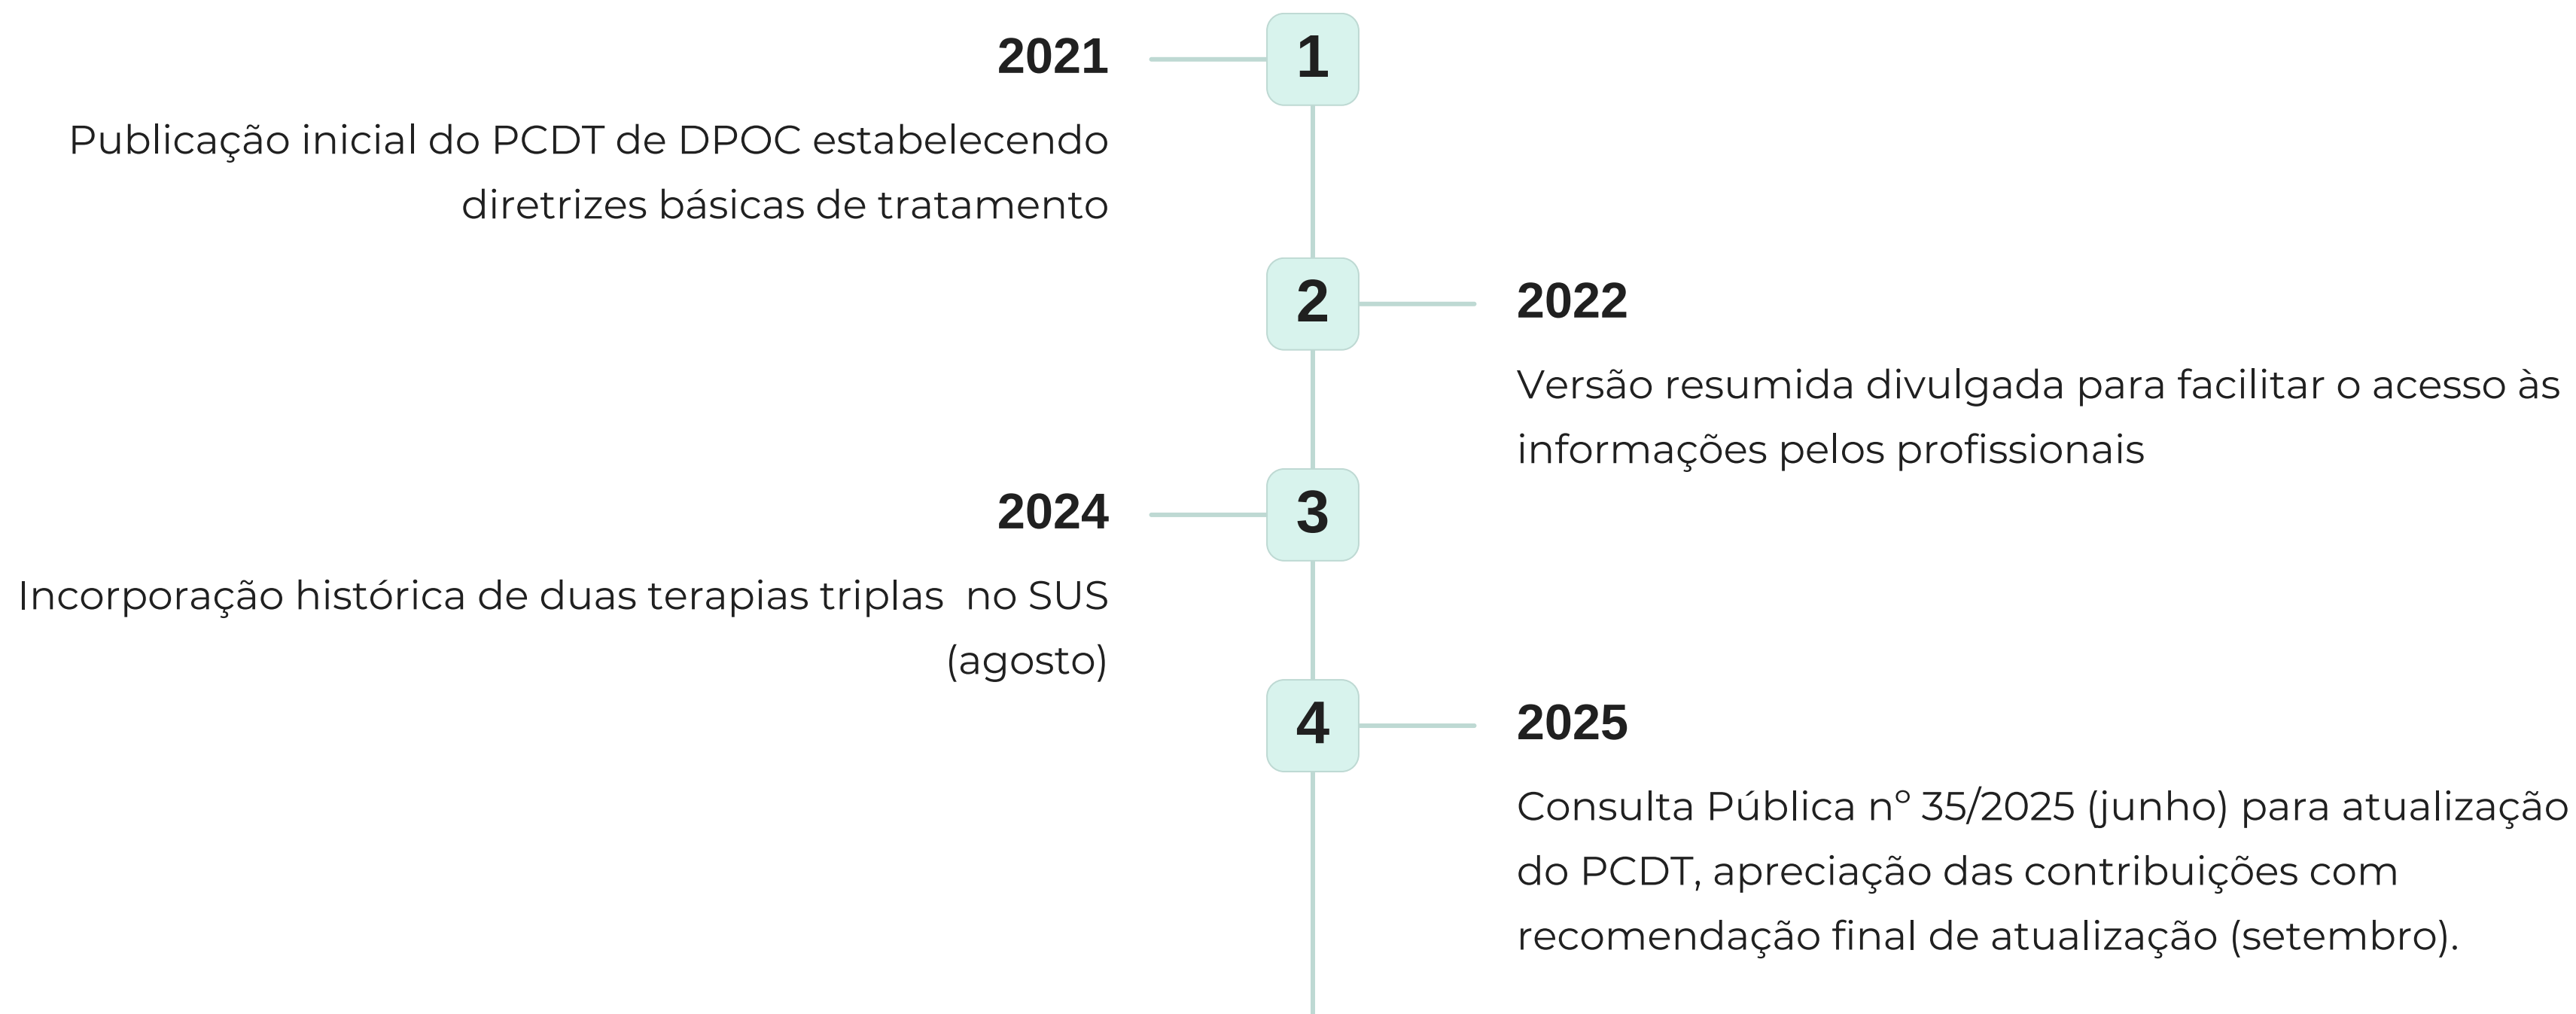 1
2021
Publicação inicial do PCDT de DPOC estabelecendo
diretrizes básicas de tratamento
2
2022
Versão resumida divulgada para facilitar o acesso às
informações pelos profissionais
3
2024
Incorporação histórica de duas terapias triplas  no SUS
(agosto)
4
2025
Consulta Pública nº 35/2025 (junho) para atualização
do PCDT, apreciação das contribuições com
recomendação final de atualização (setembro).